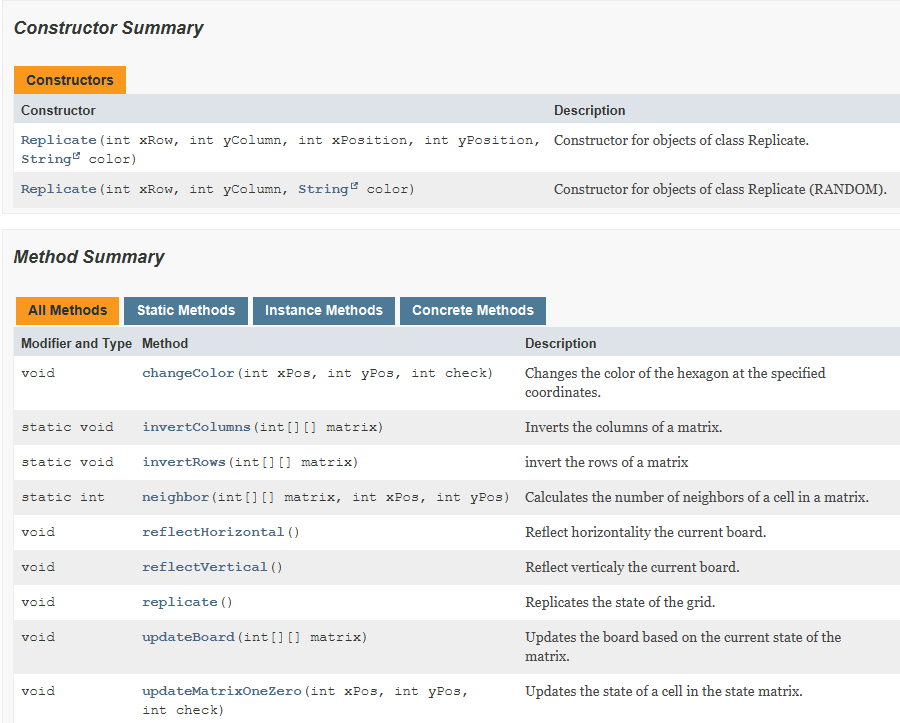 Constructor Summary
Constructors
Constructor Description
Replicate(int xRow, int yColumn, int xPosition, int yPosition, Constructor for objects of class Replicate.
String color)
Replicate(int xRow, int yColumn, String color) Constructor for objects of class Replicate (RANDOM).
Method Summary
All Methods Static Methods Instance Methods Concrete Methods
Modifier and Type Method Description
void changeColor(int xPos, int yPos, int check) Changes the color of the hexagon at the specified
coordinates.
static void invertColumns(int[][] matrix) Inverts the columns of a matrix.
static void invertRows(int[][] matrix) invert the rows of a matrix
static int neighbor(int[][] matrix, int xPos, int yPos) Calculates the number of neighbors of a cell in a matrix.
void reflectHorizontal() Reflect horizontality the current board.
void reflectVertical() Reflect verticaly the current board.
void replicate() Replicates the state of the grid.
void updateBoard(int[][] matrix) Updates the board based on the current state of the
matrix.
void updateMatrixOneZero(int xPos, int yPos, Updates the state of a cell in the state matrix.
int check)